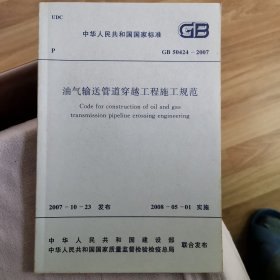 UDC
中华人民共和国国家标准
GB
P
GB 50424－2007
油气输送管道穿越工程施工规范
Code for construction of oil and gas
transmission pipeline crossing engineering
2007－10－23 发布
2008－05－01 实施
中华人民共和国建设部
中华人民共和国国家质量监督检验检疫总局
联合发布